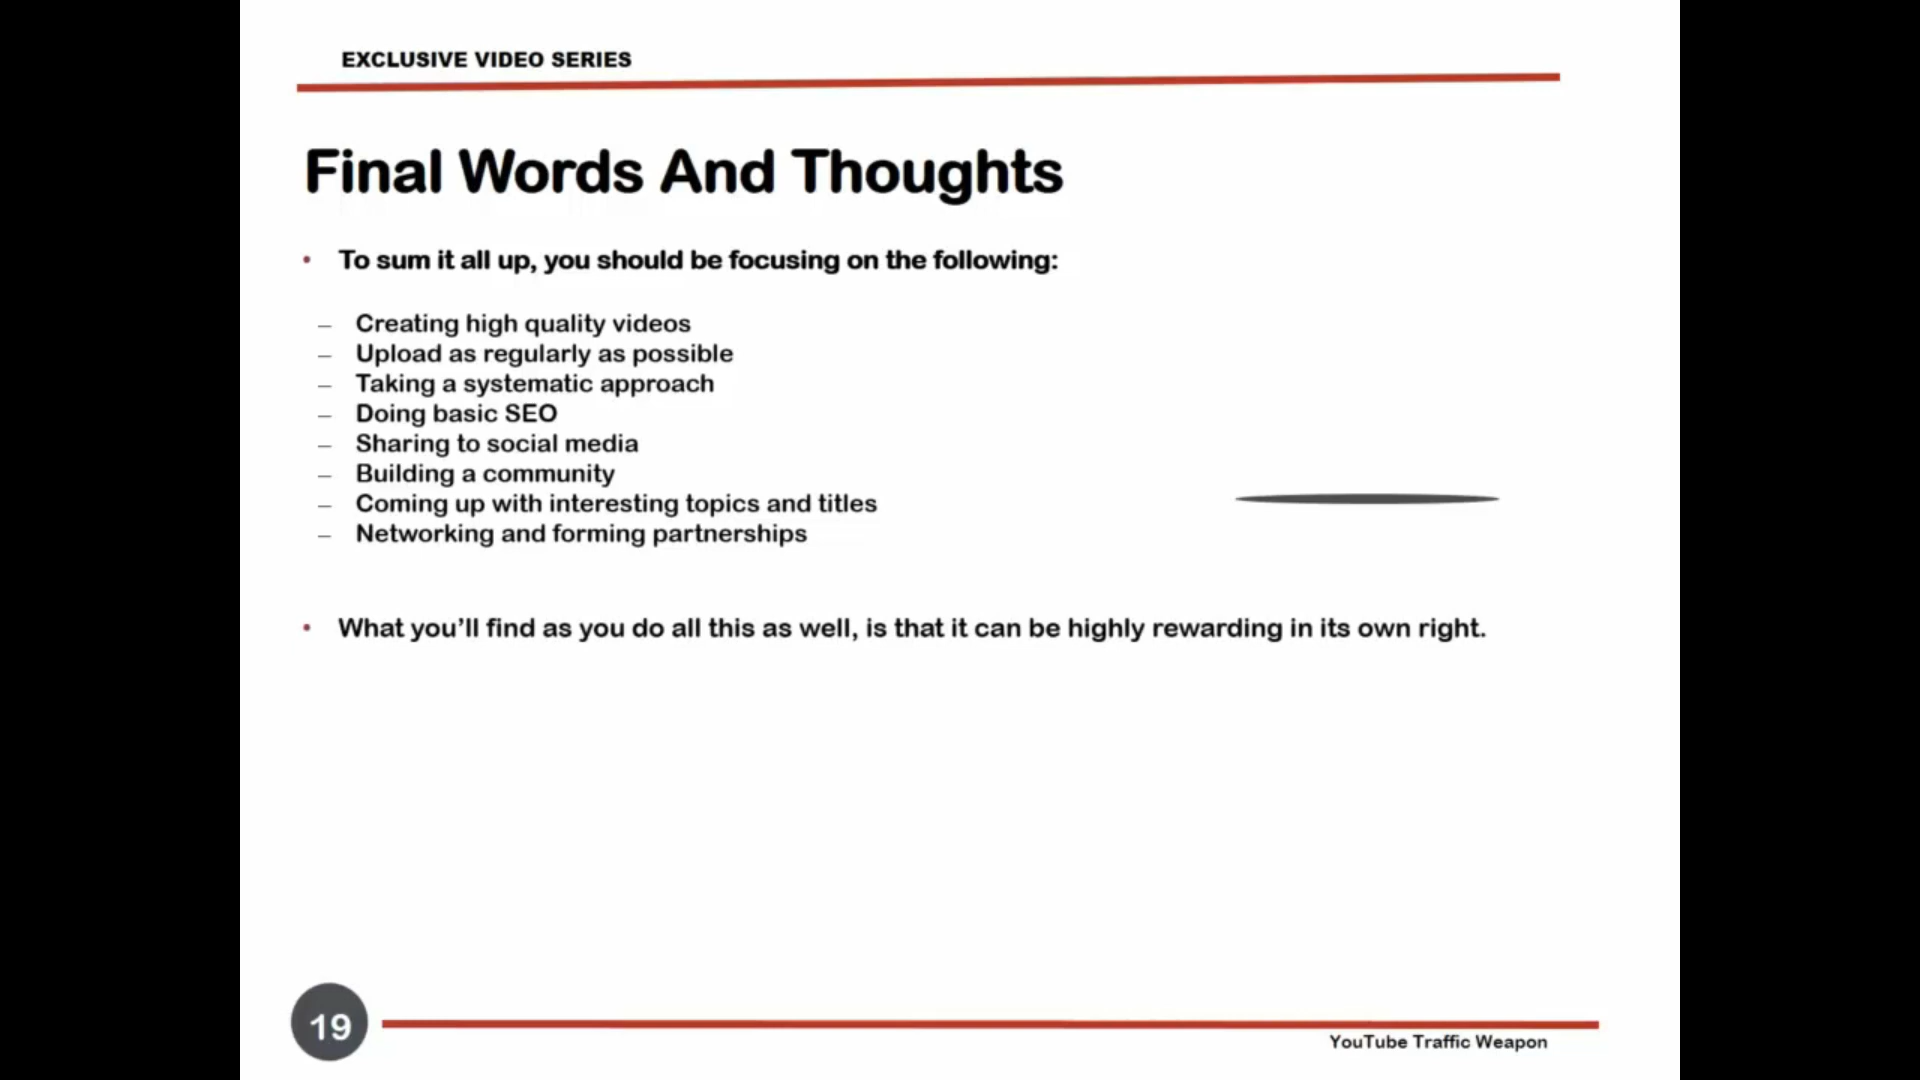 EXCLUSIVE VIDEO SERIES
Final Words And Thoughts
• To sum it all up, you should be focusing on the following:
– Creating high quality videos
– Upload as regularly as possible
– Taking a systematic approach
– Doing basic SEO
– Sharing to social media
– Building a community
– Coming up with interesting topics and titles
– Networking and forming partnerships
• What you’ll find as you do all this as well, is that it can be highly rewarding in its own right.
19
YouTube Traffic Weapon